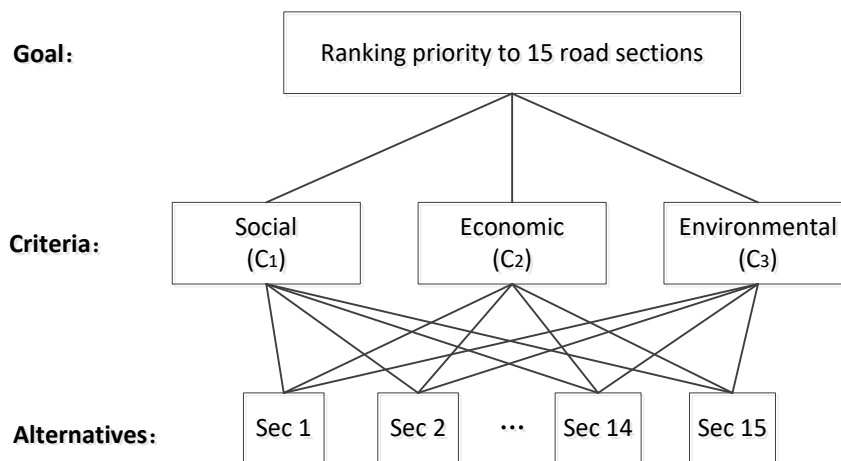 Goal: Ranking priority to 15 road sections
Criteria: Social Economic Environmental
(C1) (C2) (C3)
Alternatives: Sec 1 Sec 2 ... Sec 14 Sec 15